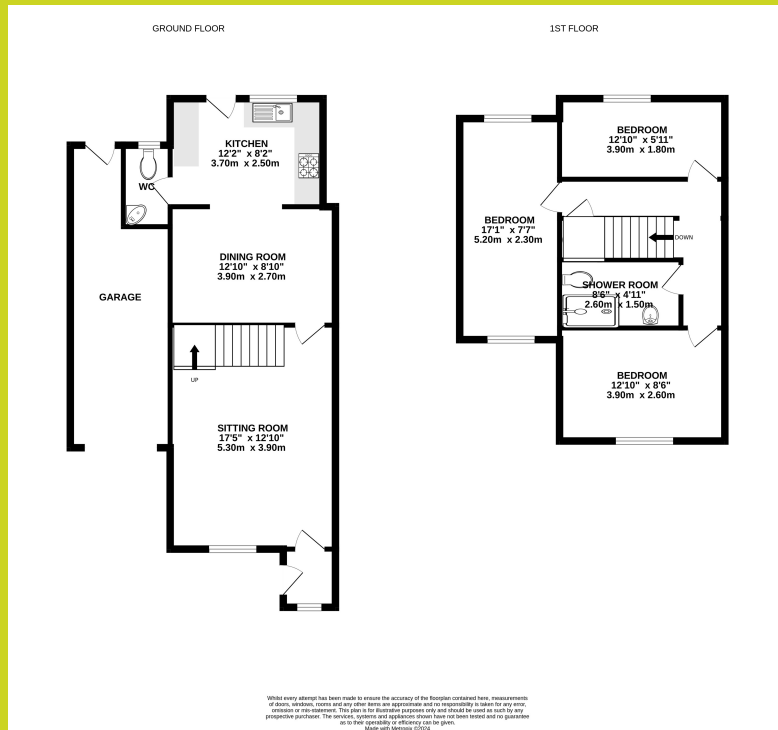 GROUND FLOOR
1ST FLOOR
KITCHEN
12'2" x 8'2"
3.70m x 2.50m
WC
DINING ROOM
12'10" x 8'10"
3.90m x 2.70m
GARAGE
UP
SITTING ROOM
17'5" x 12'10"
5.30m x 3.90m
BEDROOM
12'10" x 5'11"
3.90m x 1.80m
BEDROOM
17'1" x 7'7"
5.20m x 2.30m
DOWN
SHOWER ROOM
8'6" x 4'11"
2.60m x 1.50m
BEDROOM
12'10" x 8'6"
3.90m x 2.60m
Whilst every attempt has been made to ensure the accuracy of the floorplan contained here, measurements
of doors, windows, rooms and any other items are approximate and no responsibility is taken for any error,
omission or mis-statement. This plan is for illustrative purposes only and should be used as such by any
prospective purchaser. The services, systems and appliances shown have not been tested and no guarantee
as to their operability or efficiency can be given.
Made with Metropix ©2024